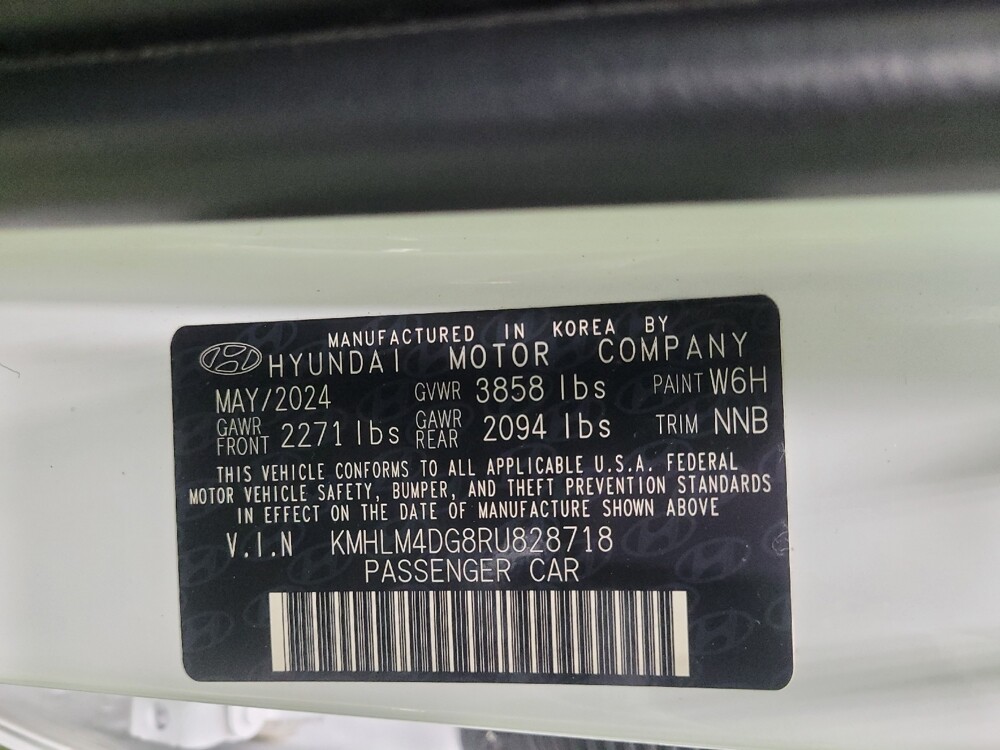 MANUFACTURED IN KOREA BY
HYUNDAI MOTOR COMPANY
MAY/2024 GVWR 3858 lbs PAINT W6H
GAWR FRONT 2271 lbs GAWR REAR 2094 lbs TRIM NNB
THIS VEHICLE CONFORMS TO ALL APPLICABLE U.S.A. FEDERAL
MOTOR VEHICLE SAFETY, BUMPER, AND THEFT PREVENTION STANDARDS
IN EFFECT ON THE DATE OF MANUFACTURE SHOWN ABOVE
V.I.N KMHLM4DG8RU828718
PASSENGER CAR